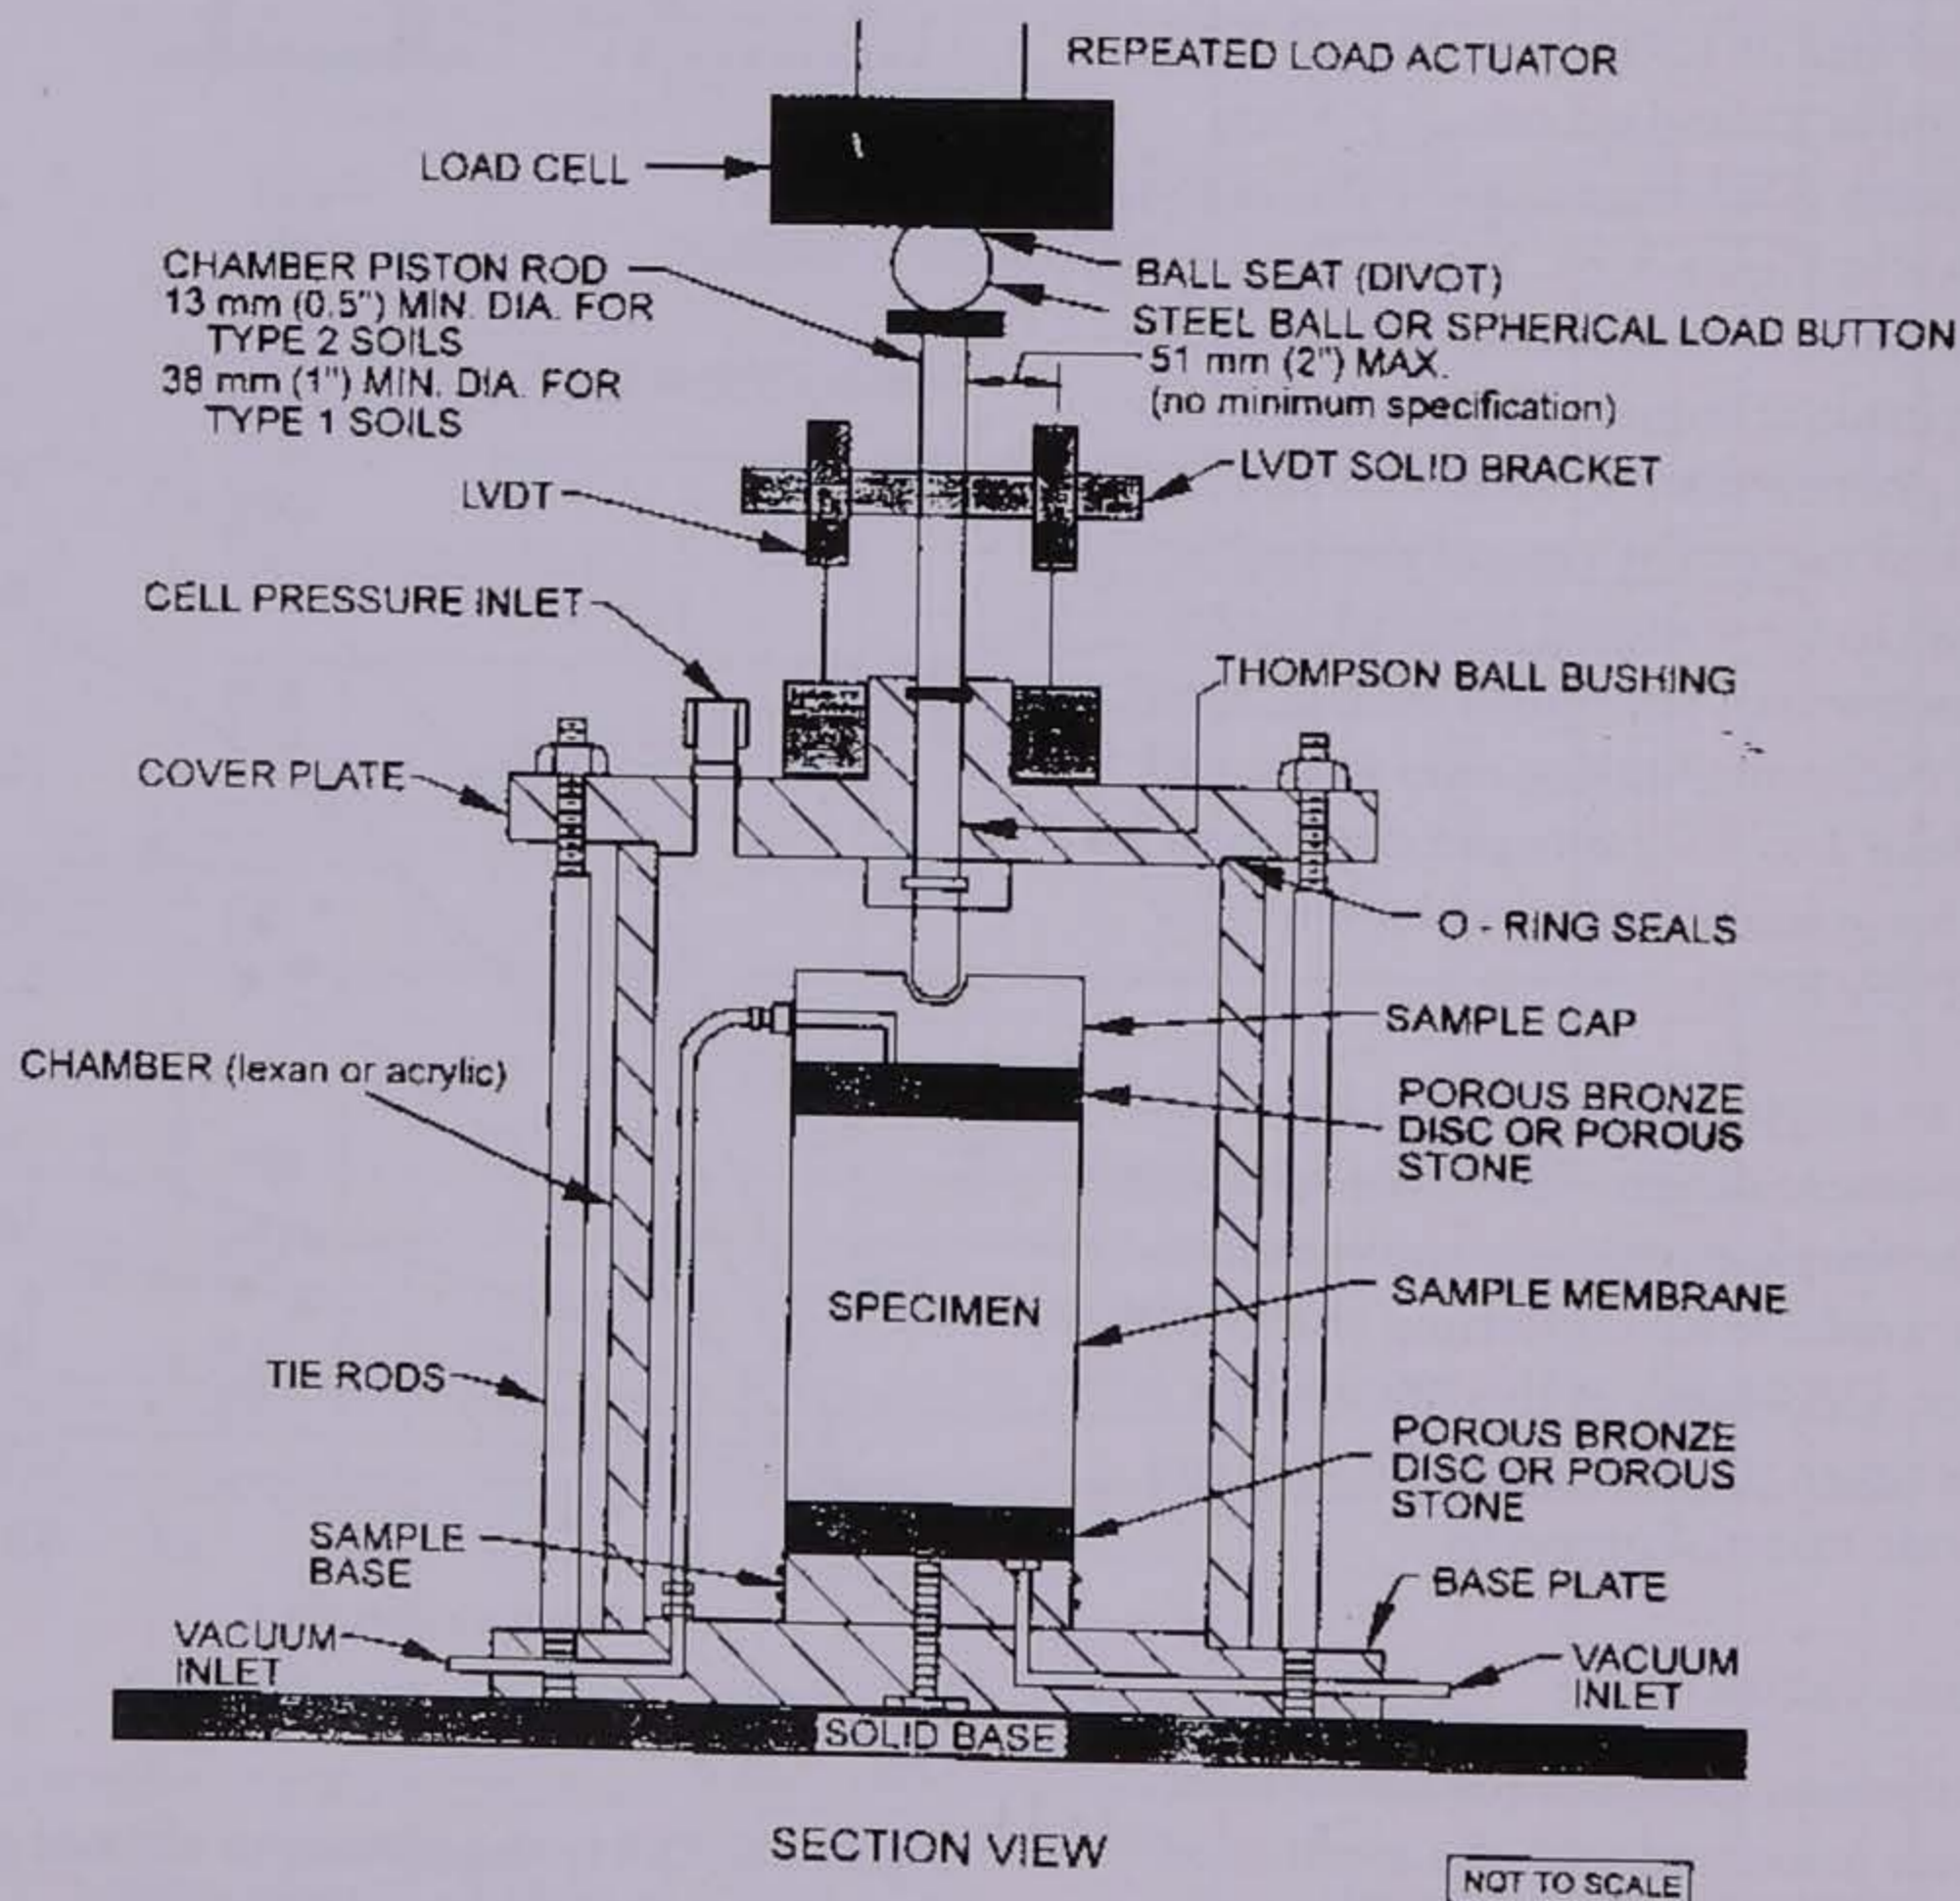 REPEATED LOAD ACTUATOR
LOAD CELL
CHAMBER PISTON ROD
13 mm (0.5") MIN. DIA. FOR
TYPE 2 SOILS
38 mm (1") MIN. DIA. FOR
TYPE 1 SOILS
BALL SEAT (DIVOT)
STEEL BALL OR SPHERICAL LOAD BUTTON
51 mm (2") MAX.
(no minimum specification)
LVDT SOLID BRACKET
LVDT
CELL PRESSURE INLET
THOMPSON BALL BUSHING
COVER PLATE
O - RING SEALS
SAMPLE CAP
CHAMBER (lexan or acrylic)
POROUS BRONZE
DISC OR POROUS
STONE
SPECIMEN
SAMPLE MEMBRANE
TIE RODS
POROUS BRONZE
DISC OR POROUS
STONE
SAMPLE
BASE
BASE PLATE
VACUUM
INLET
VACUUM
INLET
SOLID BASE
SECTION VIEW
NOT TO SCALE